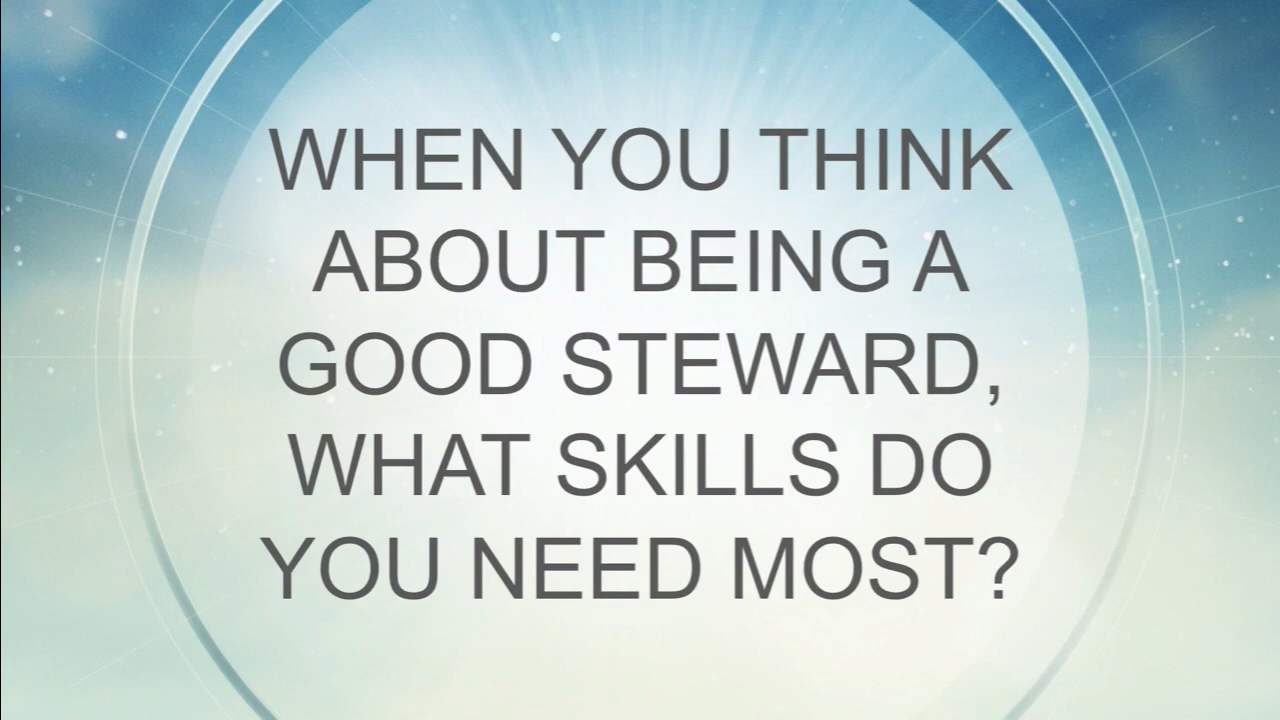 WHEN YOU THINK
ABOUT BEING A
GOOD STEWARD,
WHAT SKILLS DO
YOU NEED MOST?